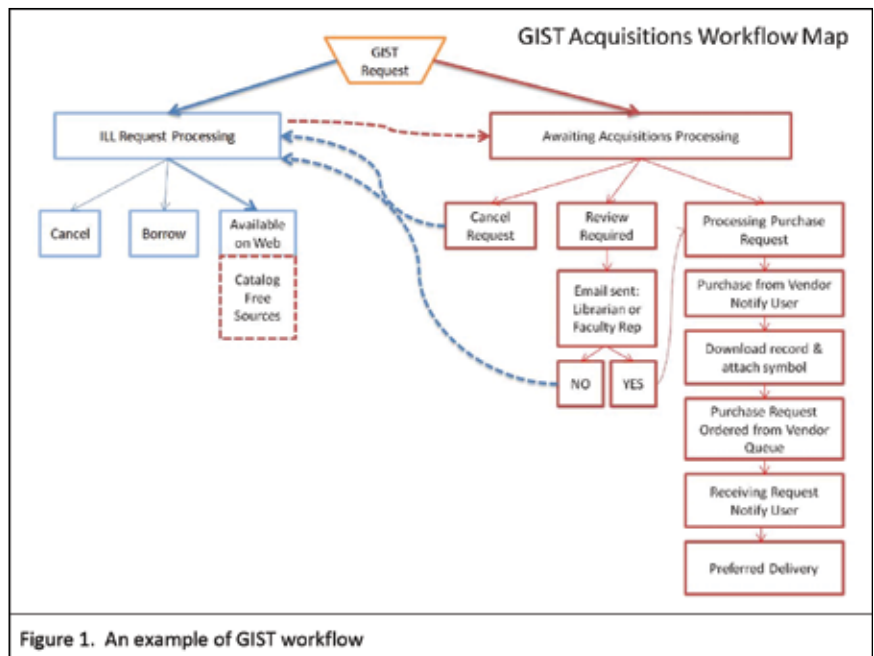 GIST Acquisitions Workflow Map
GIST
Request
ILL Request Processing
Awaiting Acquisitions Processing
Cancel
Borrow
Available
on Web
Catalog
Free
Sources
Cancel
Request
Review
Required
Processing Purchase
Request
Email sent:
Librarian or
Faculty Rep
Purchase from Vendor
Notify User
NO
YES
Download record &
attach symbol
Purchase Request
Ordered from Vendor
Queue
Receiving Request
Notify User
Preferred Delivery
Figure 1. An example of GIST workflow